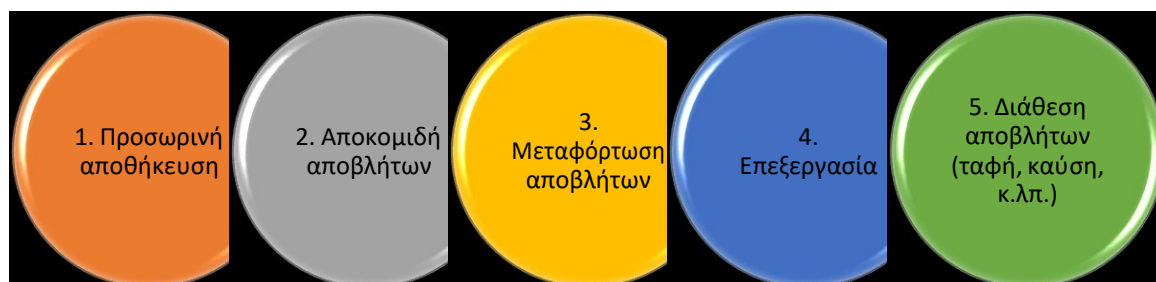 1. Προσωρινή
αποθήκευση
2. Αποκομιδή
αποβλήτων
3.
Μεταφόρτωση
αποβλήτων
4.
Επεξεργασία
5. Διάθεση
αποβλήτων
(ταφή, καύση,
κ.λπ.)